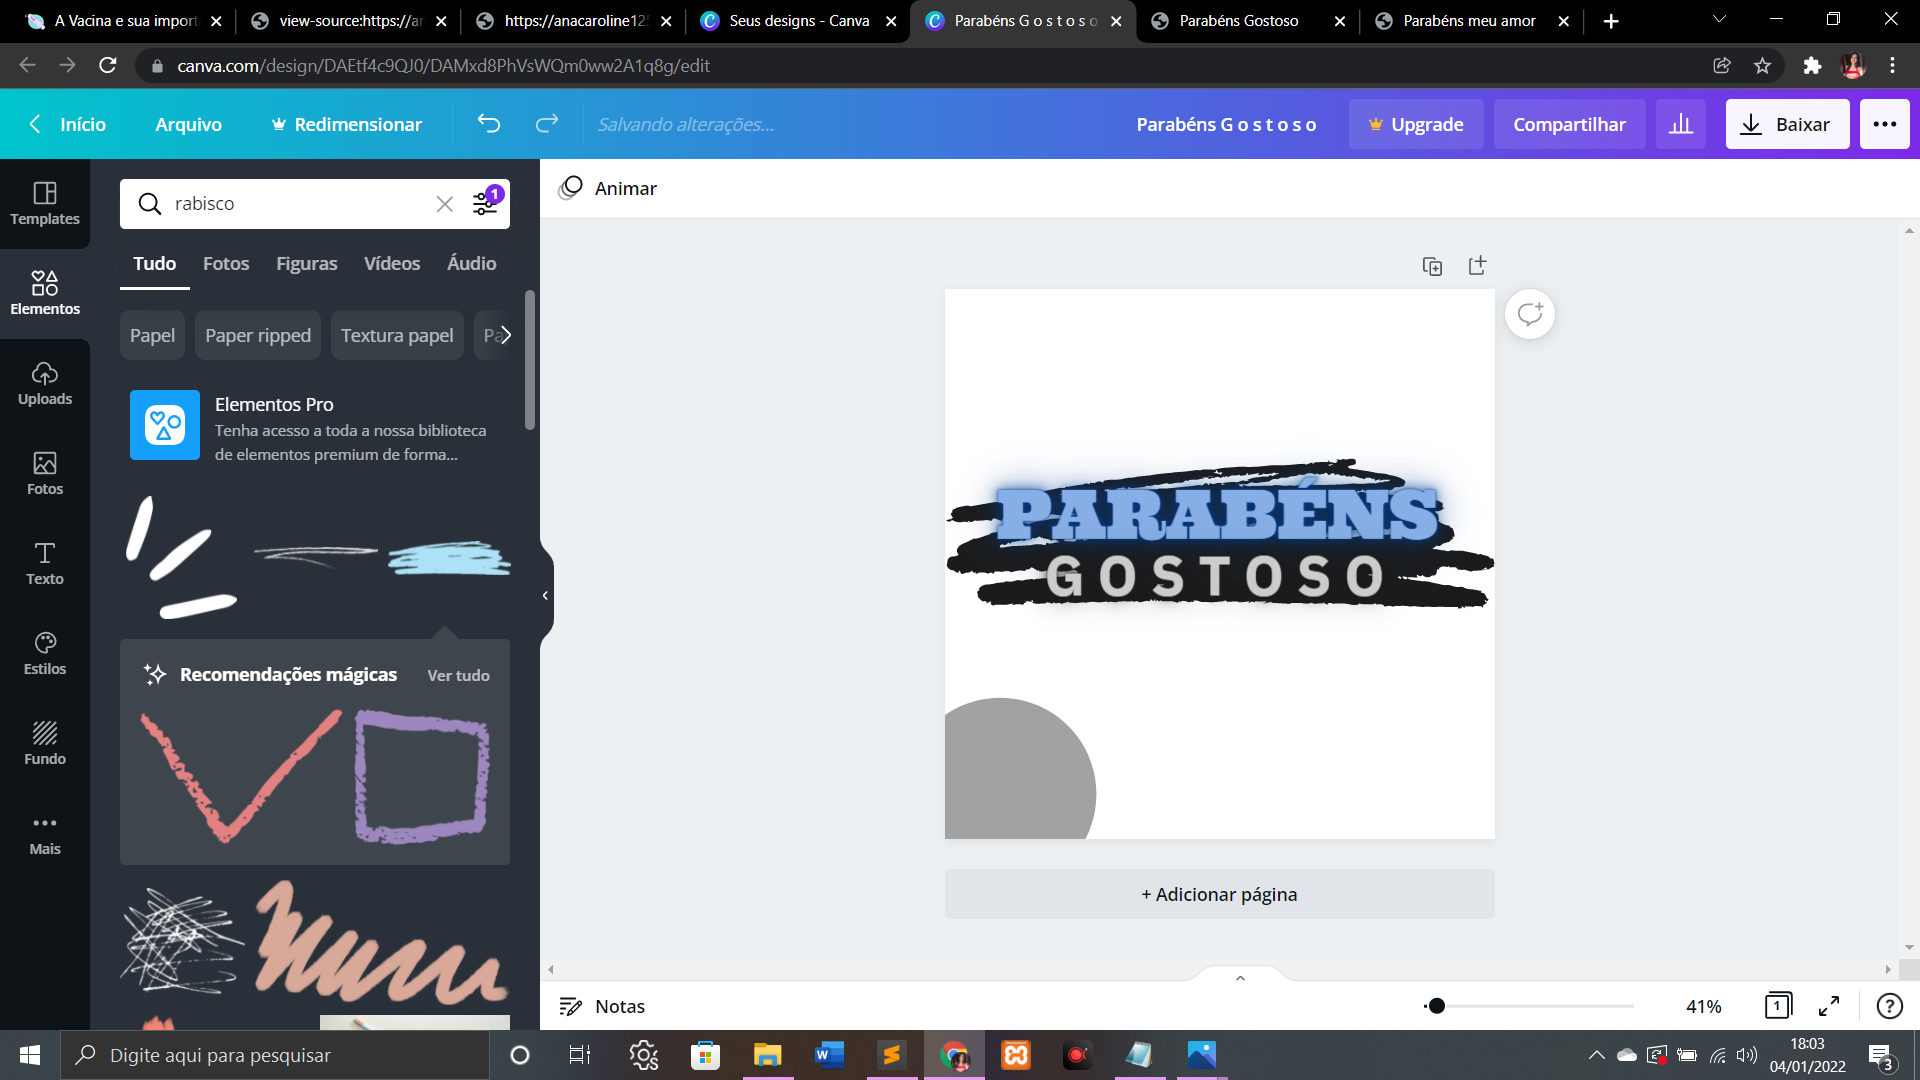 A Vacina e sua import
view-source:https://an
https://anacaroline125
Seus designs - Canva
Parabéns G o s t o s o
Parabéns Gostoso
Parabéns meu amor
canva.com/design/DAEtf4c9QJ0/DAMxd8PhVsWQm0ww2A1q8g/edit
Início
Arquivo
Redimensionar
Salvando alterações...
Parabéns G o s t o s o
Upgrade
Compartilhar
Baixar
Templates
Elementos
Uploads
Fotos
Texto
Estilos
Fundo
Mais
rabisco
1
Tudo
Fotos
Figuras
Vídeos
Áudio
Papel
Paper ripped
Textura papel
Pa
Elementos Pro
Tenha acesso a toda a nossa biblioteca
de elementos premium de forma...
Recomendações mágicas
Ver tudo
Animar
PARABÉNS
GOSTOSO
+ Adicionar página
Notas
41%
1
?
Digite aqui para pesquisar
18:03
04/01/2022
3